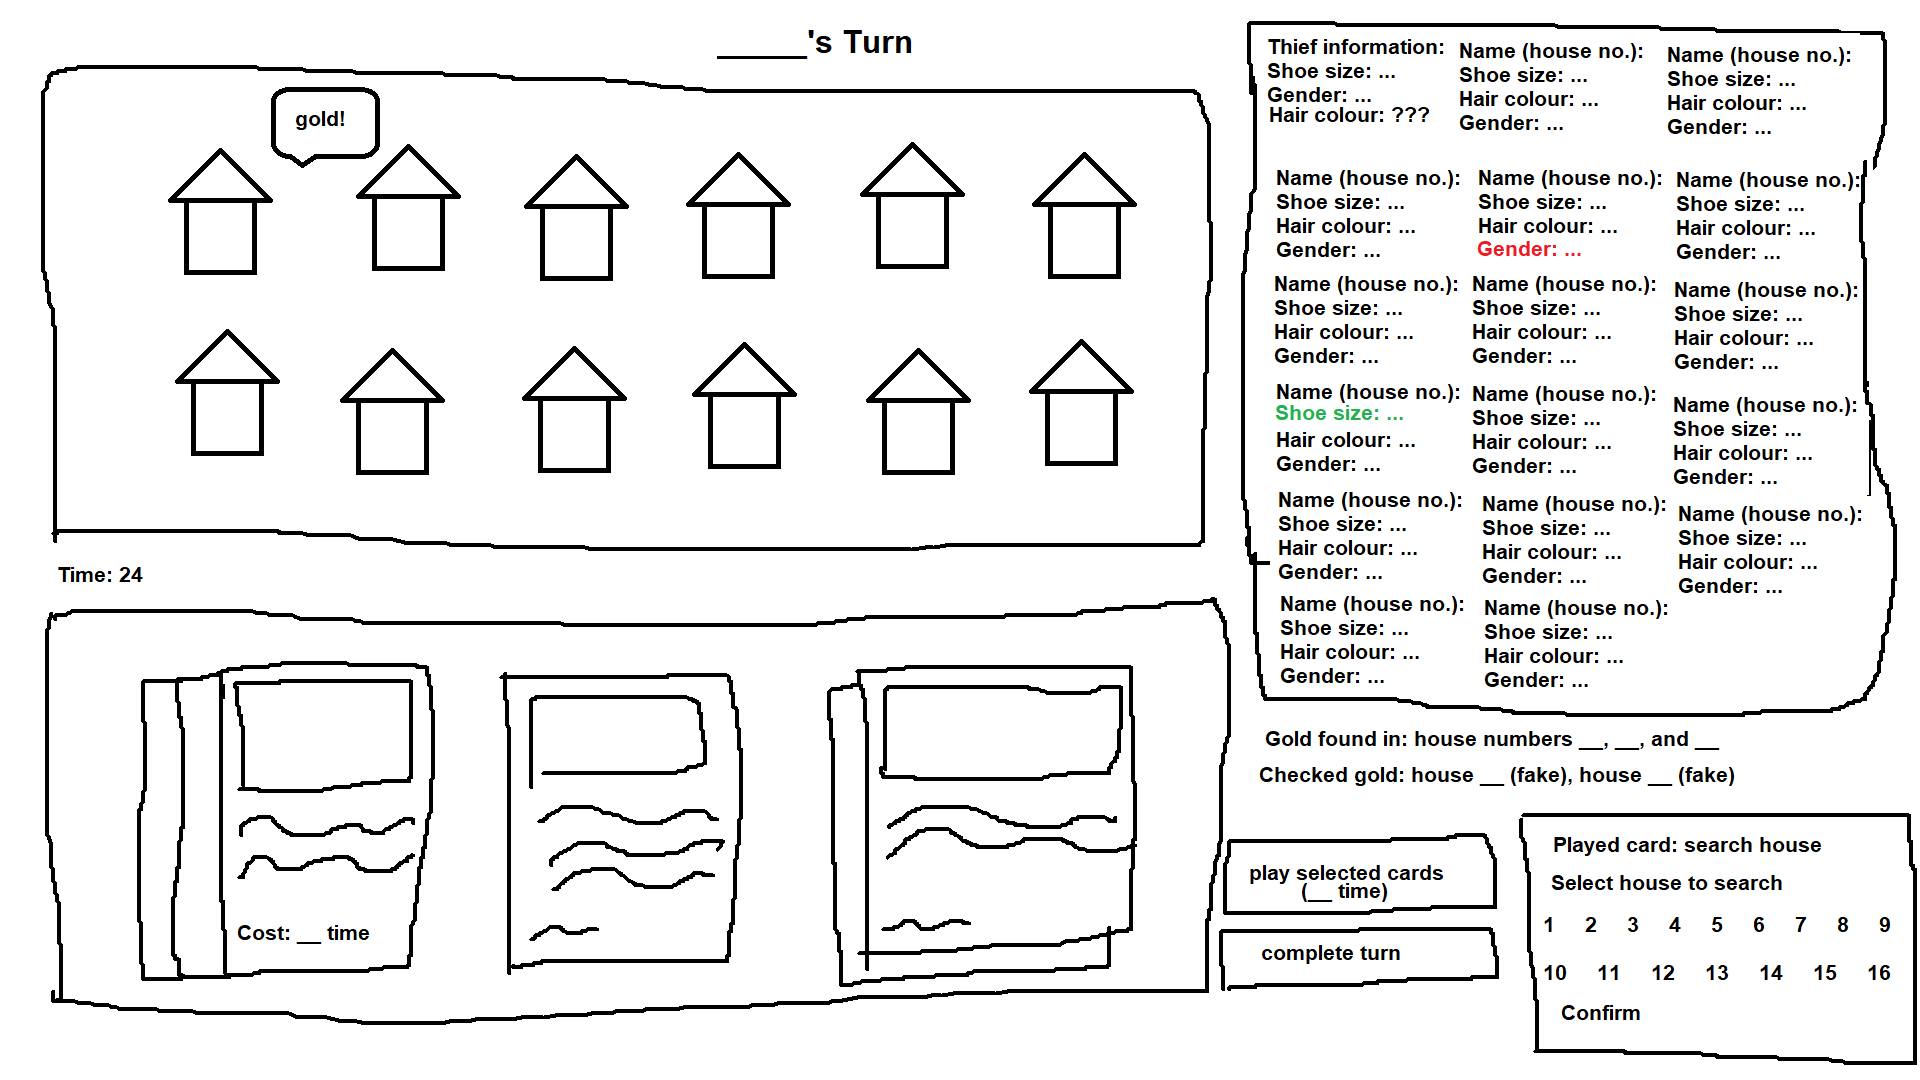 _____'s Turn
gold!
Time: 24
Cost: __ time
Thief information:
Shoe size: ...
Gender: ...
Hair colour: ???
Name (house no.):
Shoe size: ...
Hair colour: ...
Gender: ...
Name (house no.):
Shoe size: ...
Hair colour: ...
Gender: ...
Name (house no.):
Shoe size: ...
Hair colour: ...
Gender: ...
Name (house no.):
Shoe size: ...
Hair colour: ...
Gender: ...
Name (house no.):
Shoe size: ...
Hair colour: ...
Gender: ...
Name (house no.):
Shoe size: ...
Hair colour: ...
Gender: ...
Name (house no.):
Shoe size: ...
Hair colour: ...
Gender: ...
Name (house no.):
Shoe size: ...
Hair colour: ...
Gender: ...
Name (house no.):
Shoe size: ...
Hair colour: ...
Gender: ...
Name (house no.):
Shoe size: ...
Hair colour: ...
Gender: ...
Name (house no.):
Shoe size: ...
Hair colour: ...
Gender: ...
Name (house no.):
Shoe size: ...
Hair colour: ...
Gender: ...
Name (house no.):
Shoe size: ...
Hair colour: ...
Gender: ...
Name (house no.):
Shoe size: ...
Hair colour: ...
Gender: ...
Name (house no.):
Shoe size: ...
Hair colour: ...
Gender: ...
Name (house no.):
Shoe size: ...
Hair colour: ...
Gender: ...
Gold found in: house numbers __, __, and __
Checked gold: house __ (fake), house __ (fake)
play selected cards
(__ time)
complete turn
Played card: search house
Select house to search
1 2 3 4 5 6 7 8 9
10 11 12 13 14 15 16
Confirm